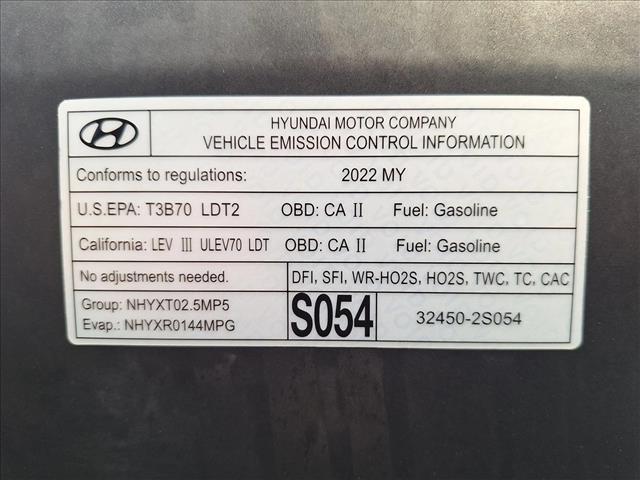 HYUNDAI MOTOR COMPANY
VEHICLE EMISSION CONTROL INFORMATION
Conforms to regulations: 2022 MY
U.S.EPA: T3B70 LDT2 OBD: CA II Fuel: Gasoline
California: LEV III ULEV70 LDT OBD: CA II Fuel: Gasoline
No adjustments needed. DFI, SFI, WR-HO2S, HO2S, TWC, TC, CAC
Group: NHYXT02.5MP5
Evap.: NHYXR0144MPG
S054 32450-2S054